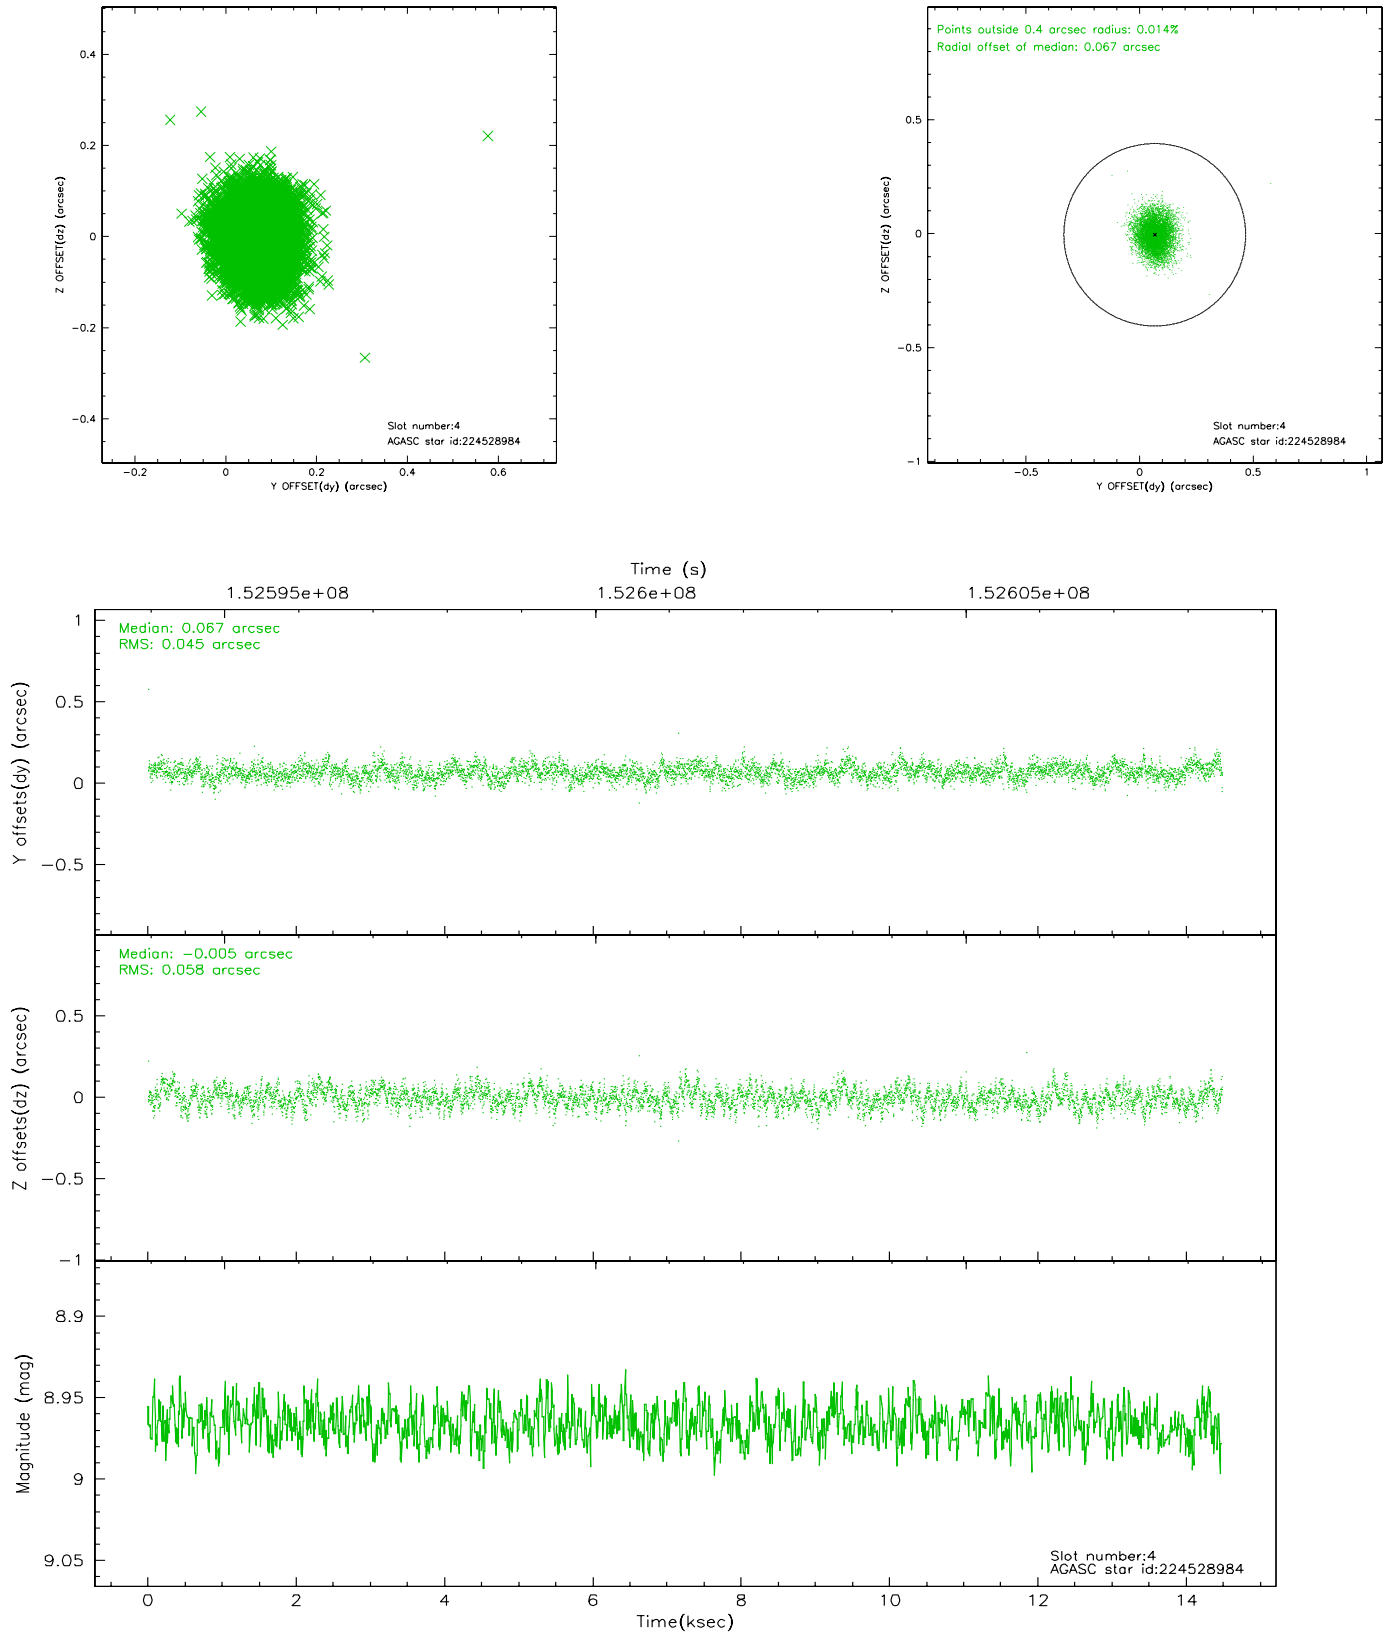 0.4
0.2
0
−0.2
−0.4
Z OFFSET(dz) (arcsec)
Slot number:4
AGASC star id:224528984
−0.2
0
0.2
0.4
0.6
Y OFFSET(dy) (arcsec)
Points outside 0.4 arcsec radius: 0.014%
Radial offset of median: 0.067 arcsec
0.5
0
−0.5
−1
Z OFFSET(dz) (arcsec)
Slot number:4
AGASC star id:224528984
−0.5
0
0.5
1
Y OFFSET(dy) (arcsec)
Time (s)
1.52595e+08
1.526e+08
1.52605e+08
Median: 0.067 arcsec
RMS: 0.045 arcsec
1
0.5
0
−0.5
Y offsets(dy) (arcsec)
Median: −0.005 arcsec
RMS: 0.058 arcsec
0.5
0
−0.5
−1
Z offsets(dz) (arcsec)
8.9
8.95
9
9.05
Magnitude (mag)
Slot number:4
AGASC star id:224528984
0
2
4
6
8
10
12
14
Time(ksec)